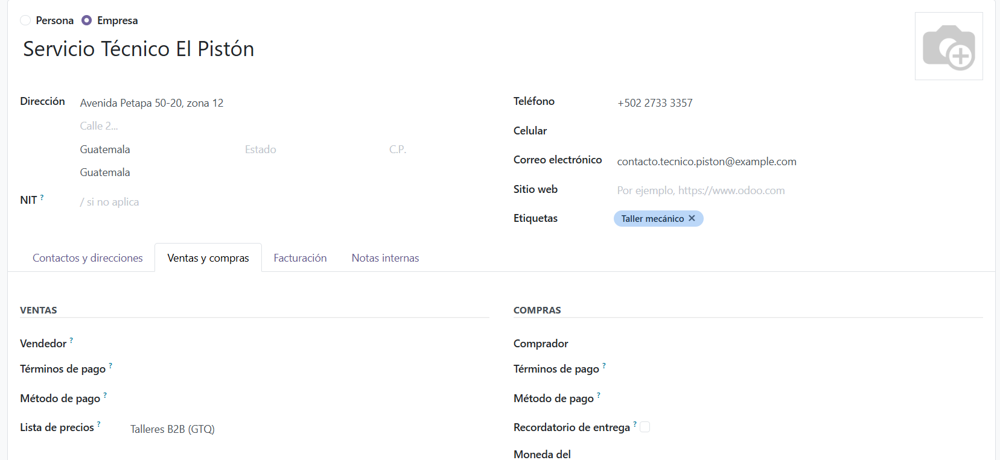 Persona Empresa
Servicio Técnico El Pistón
Dirección Avenida Petapa 50-20, zona 12
Calle 2...
Guatemala Estado C.P.
Guatemala
NIT ? / si no aplica
Teléfono +502 2733 3357
Celular
Correo electrónico contacto.tecnico.piston@example.com
Sitio web Por ejemplo, https://www.odoo.com
Etiquetas Taller mecánico ✕
Contactos y direcciones Ventas y compras Facturación Notas internas
VENTAS
Vendedor ?
Términos de pago ?
Método de pago ?
Lista de precios ? Talleres B2B (GTQ)
COMPRAS
Comprador
Términos de pago ?
Método de pago ?
Recordatorio de entrega ?
Moneda del